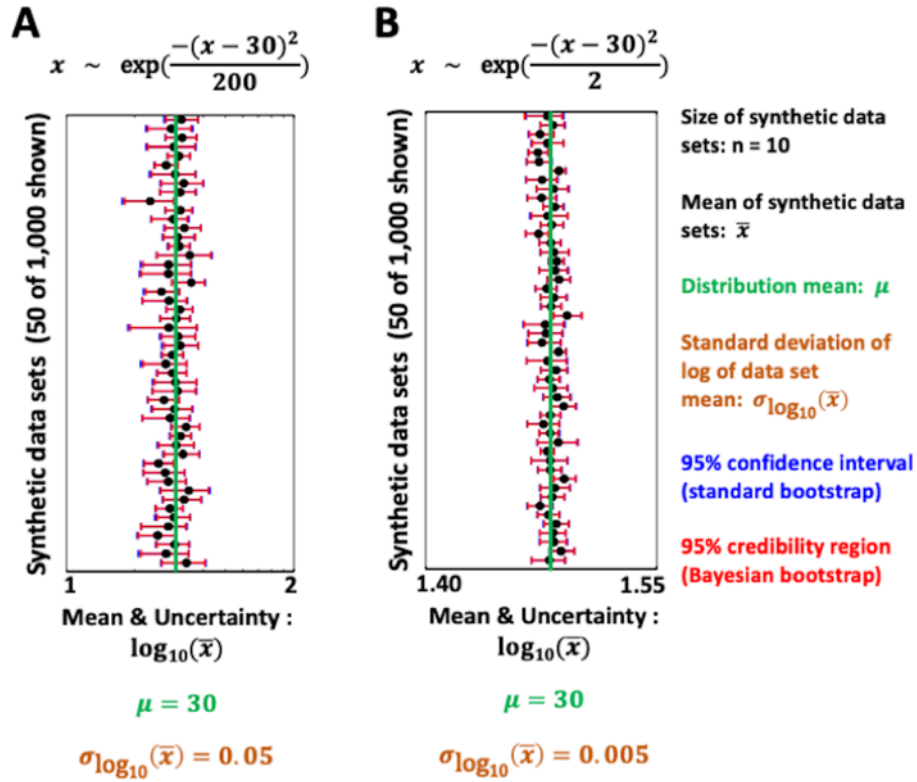 A
x ~ exp(−(x − 30)²/200)
Synthetic data sets (50 of 1,000 shown)
1
2
Mean & Uncertainty :
log₁₀(x̅)
μ = 30
σlog₁₀(x̅) = 0.05
B
x ~ exp(−(x − 30)²/2)
Synthetic data sets (50 of 1,000 shown)
1.40
1.55
Mean & Uncertainty :
log₁₀(x̅)
μ = 30
σlog₁₀(x̅) = 0.005
Size of synthetic data
sets: n = 10
Mean of synthetic data
sets: x̅
Distribution mean: μ
Standard deviation of
log of data set
mean: σlog₁₀(x̅)
95% confidence interval
(standard bootstrap)
95% credibility region
(Bayesian bootstrap)